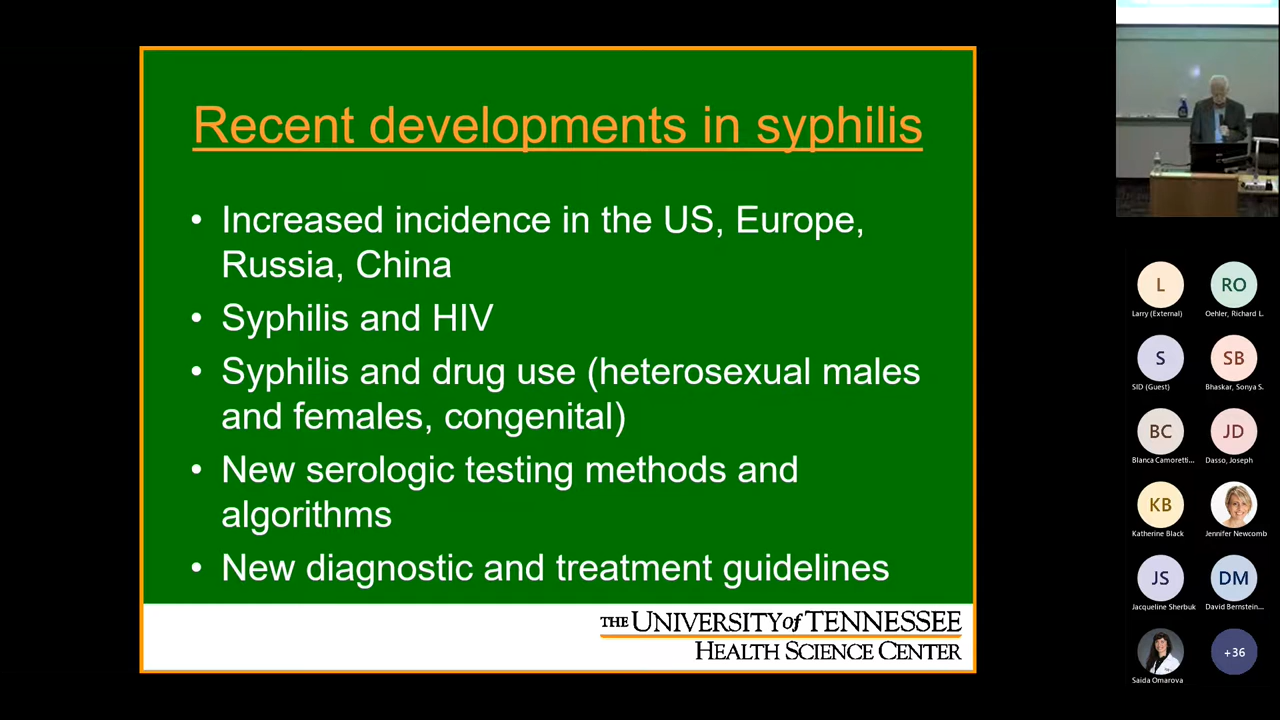 Recent developments in syphilis
• Increased incidence in the US, Europe,
Russia, China
• Syphilis and HIV
• Syphilis and drug use (heterosexual males
and females, congenital)
• New serologic testing methods and
algorithms
• New diagnostic and treatment guidelines
THE UNIVERSITY of TENNESSEE
HEALTH SCIENCE CENTER
L
RO
Larry (External)
Oehler, Richard L.
S
SB
SID (Guest)
Bhaskar, Sonya S.
BC
JD
Blanca Camoretti...
Dasso, Joseph
KB
Katherine Black
Jennifer Newcomb
JS
DM
Jacqueline Sherbuk
David Bernstein...
+36
Saida Omarova